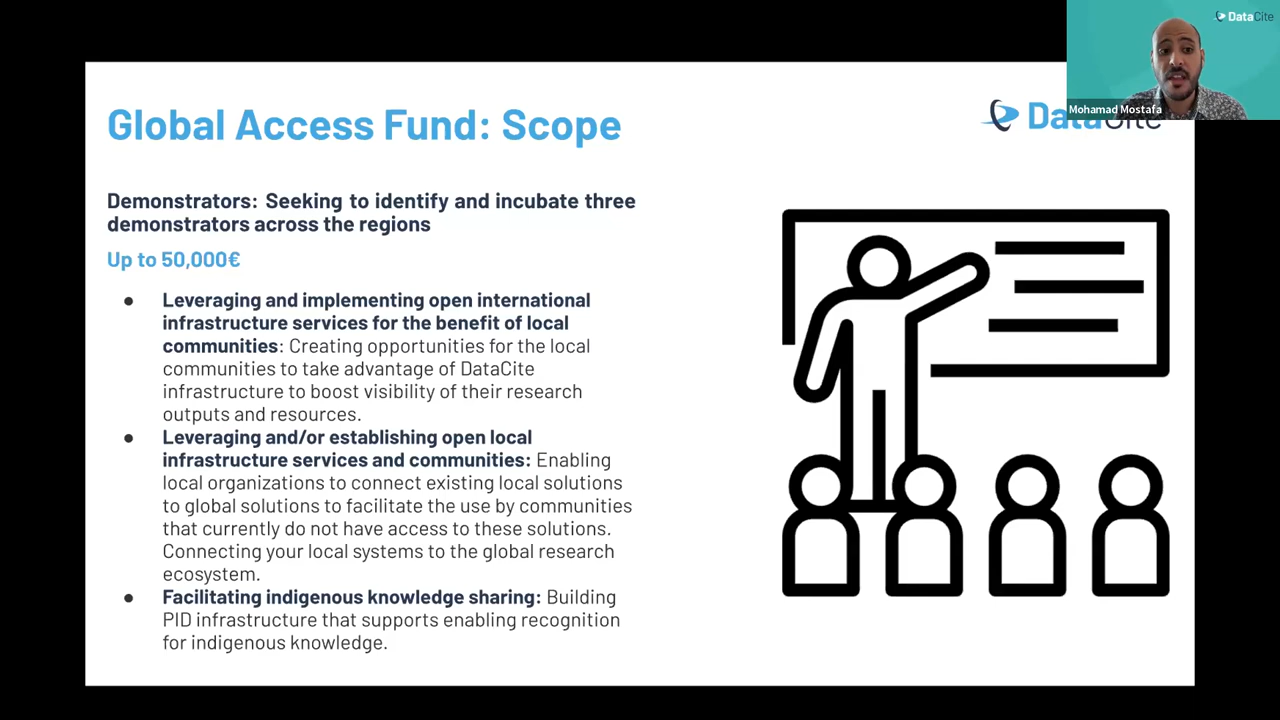 DataCite
Mohamad Mostafa
Global Access Fund: Scope
DataCite
Demonstrators: Seeking to identify and incubate three
demonstrators across the regions
Up to 50,000€
● Leveraging and implementing open international
infrastructure services for the benefit of local
communities: Creating opportunities for the local
communities to take advantage of DataCite
infrastructure to boost visibility of their research
outputs and resources.
● Leveraging and/or establishing open local
infrastructure services and communities: Enabling
local organizations to connect existing local solutions
to global solutions to facilitate the use by communities
that currently do not have access to these solutions.
Connecting your local systems to the global research
ecosystem.
● Facilitating indigenous knowledge sharing: Building
PID infrastructure that supports enabling recognition
for indigenous knowledge.